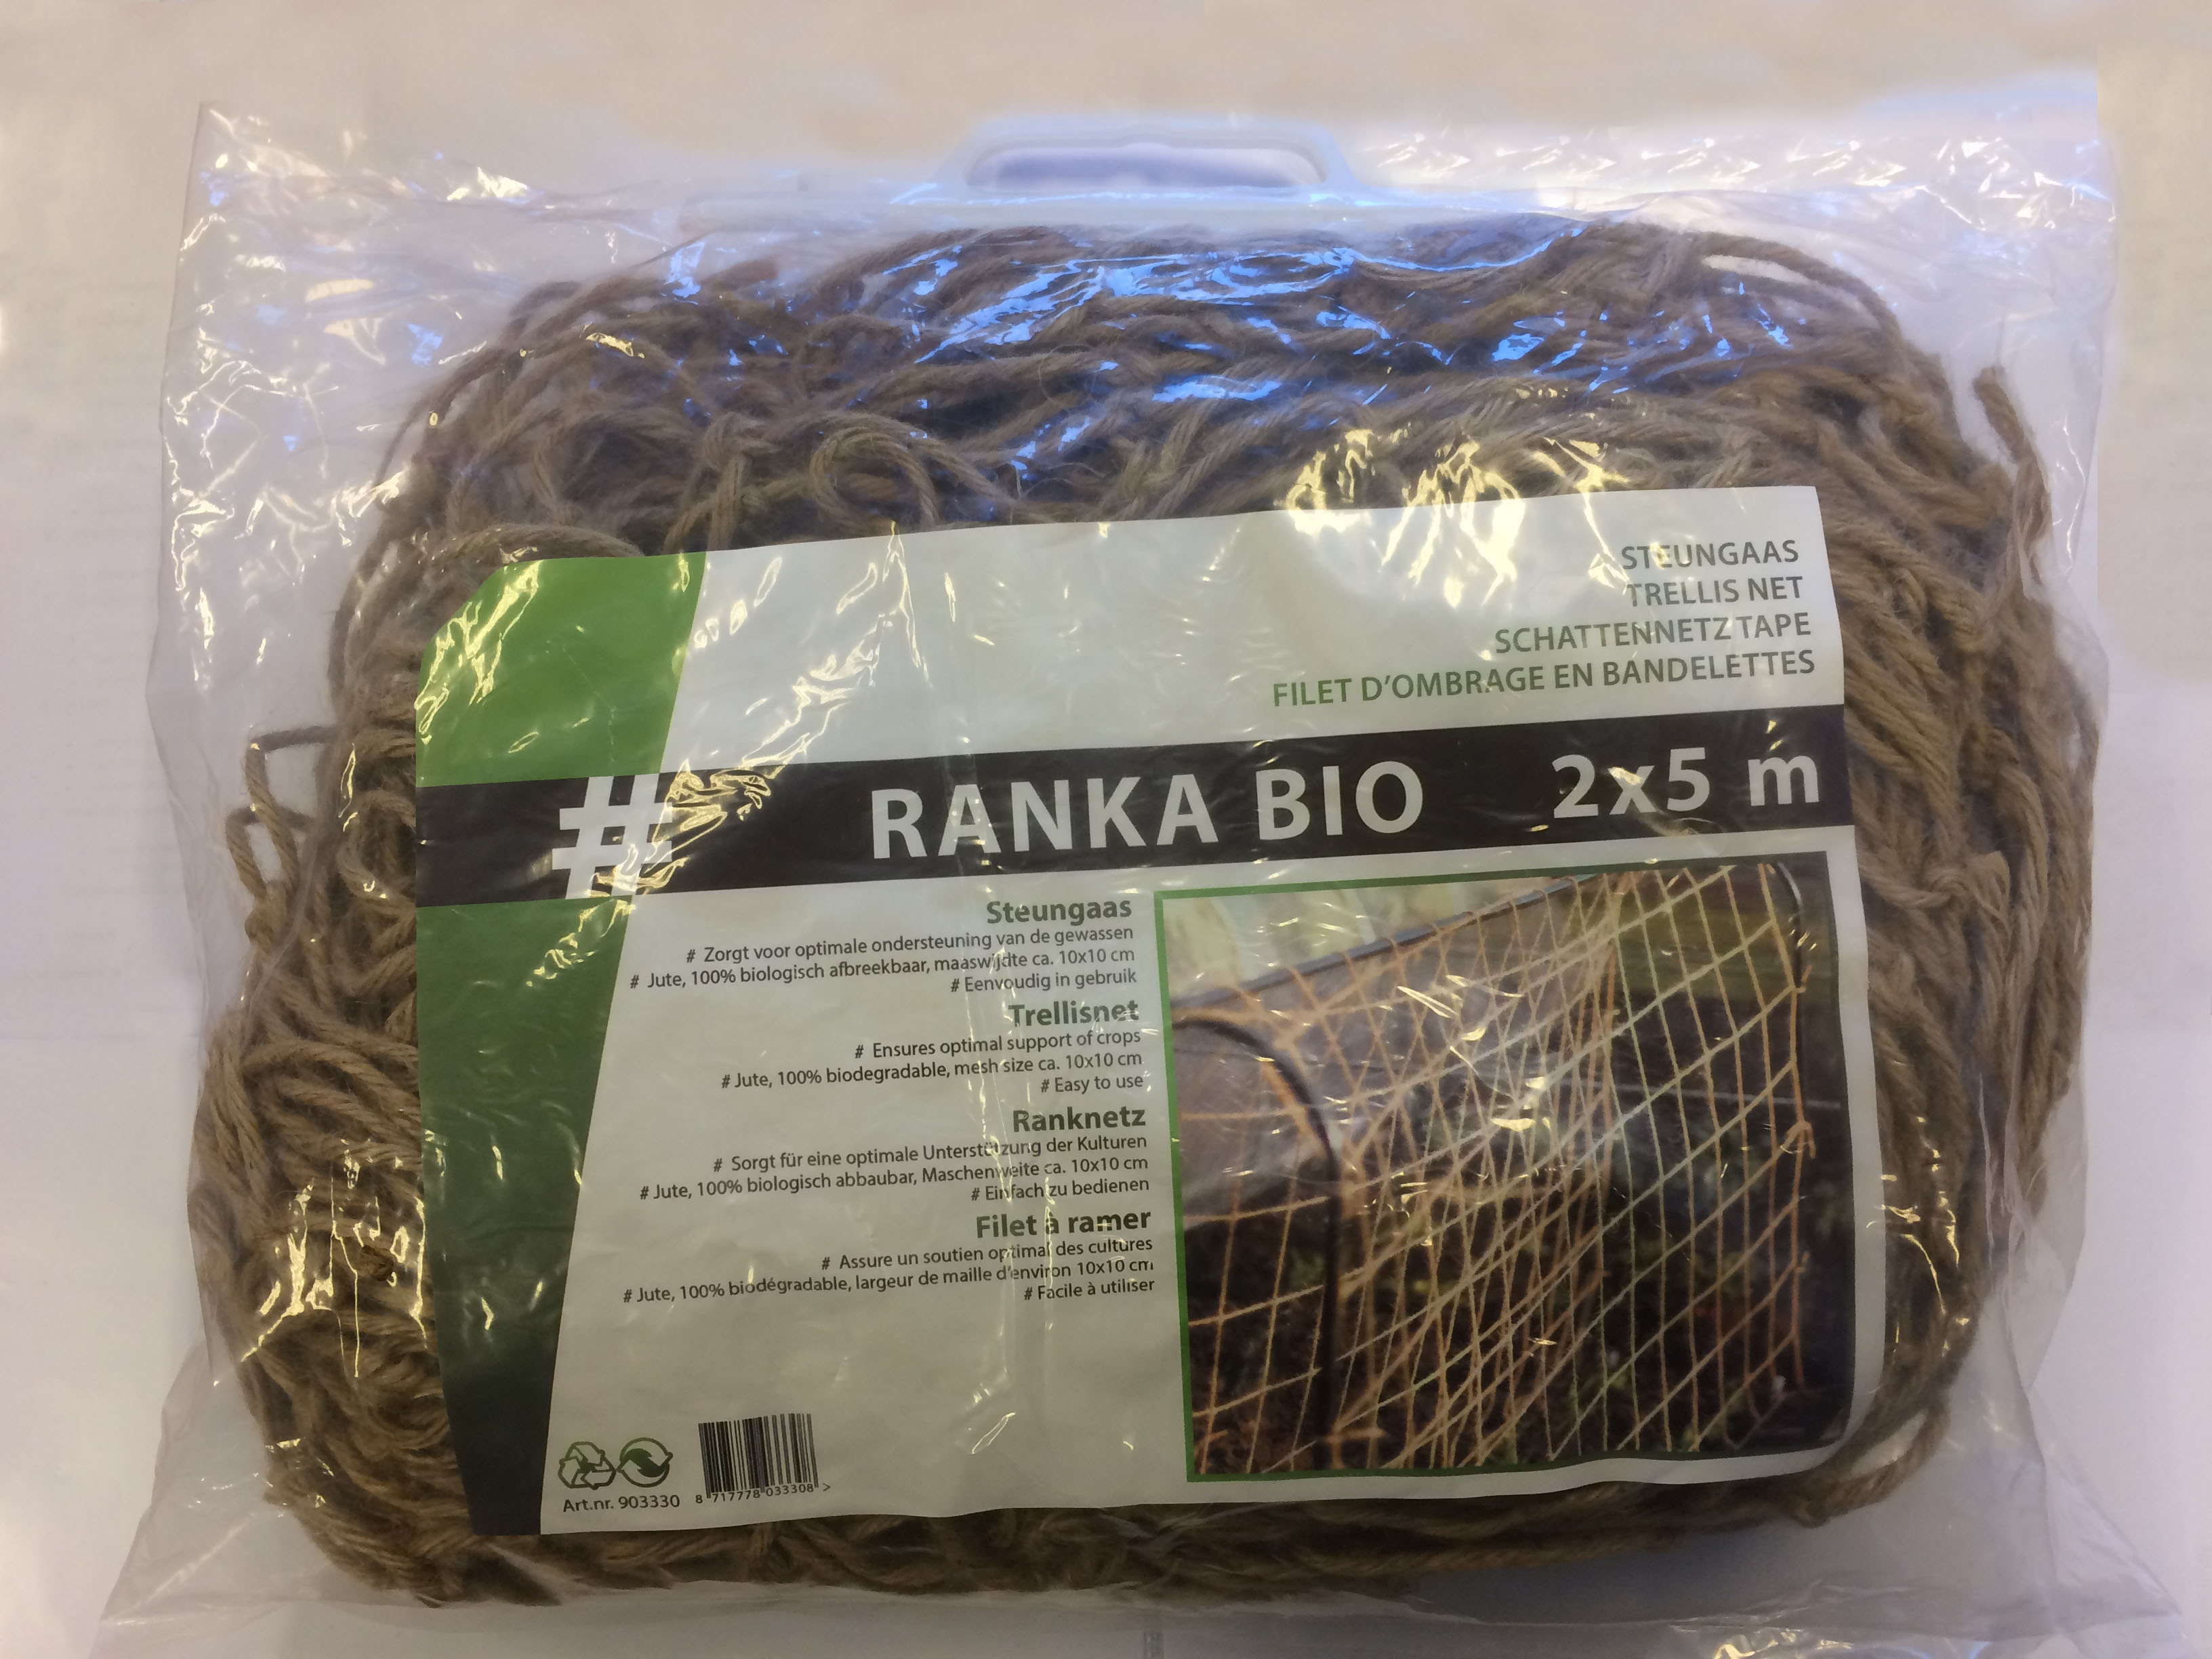 STEUNGAAS
TRELLIS NET
SCHATTENNETZ TAPE
FILET D'OMBRAGE EN BANDELETTES
# RANKA BIO 2x5 m
Steungaas
# Zorgt voor optimale ondersteuning van de gewassen
# Jute, 100% biologisch afbreekbaar, maaswijdte ca. 10x10 cm
# Eenvoudig in gebruik
Trellisnet
# Ensures optimal support of crops
# Jute, 100% biodegradable, mesh size ca. 10x10 cm
# Easy to use
Ranknetz
# Sorgt für eine optimale Unterstützung der Kulturen
# Jute, 100% biologisch abbaubar, Maschenweite ca. 10x10 cm
# Einfach zu bedienen
Filet à ramer
# Assure un soutien optimal des cultures
# Jute, 100% biodégradable, largeur de maille d'environ 10x10 cm
# Facile à utiliser
Art.nr. 903330
8 717778 033308 >